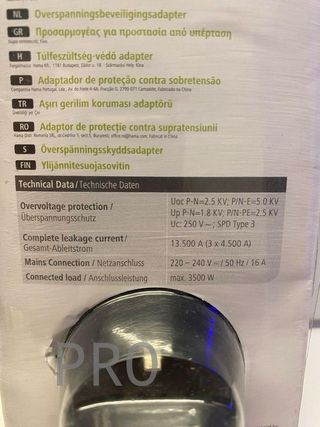 NL Overspanningsbeveiligingsadapter
GR Προσαρμογέας για προστασία από υπέρταση
H Túlfeszültség-védő adapter
P Adaptador de proteção contra sobretensão
TR Aşırı gerilim koruması adaptörü
RO Adaptor de protecție contra supratensiunii
S Överspänningsskyddsadapter
FIN Ylijännitesuojasovitin
Technical Data / Technische Daten
Overvoltage protection / Überspannungsschutz
Uoc P-N=2.5 KV; P/N-E=5.0 KV
Up P-N=1.8 KV; P/N-PE=2.5 KV
Uc: 250 V~; SPD Type 3
Complete leakage current / Gesamt-Ableitstrom
13.500 A (3 x 4.500 A)
Mains Connection / Netzanschluss
220 – 240 V~ / 50 Hz / 16 A
Connected load / Anschlussleistung
max. 3500 W
PRO